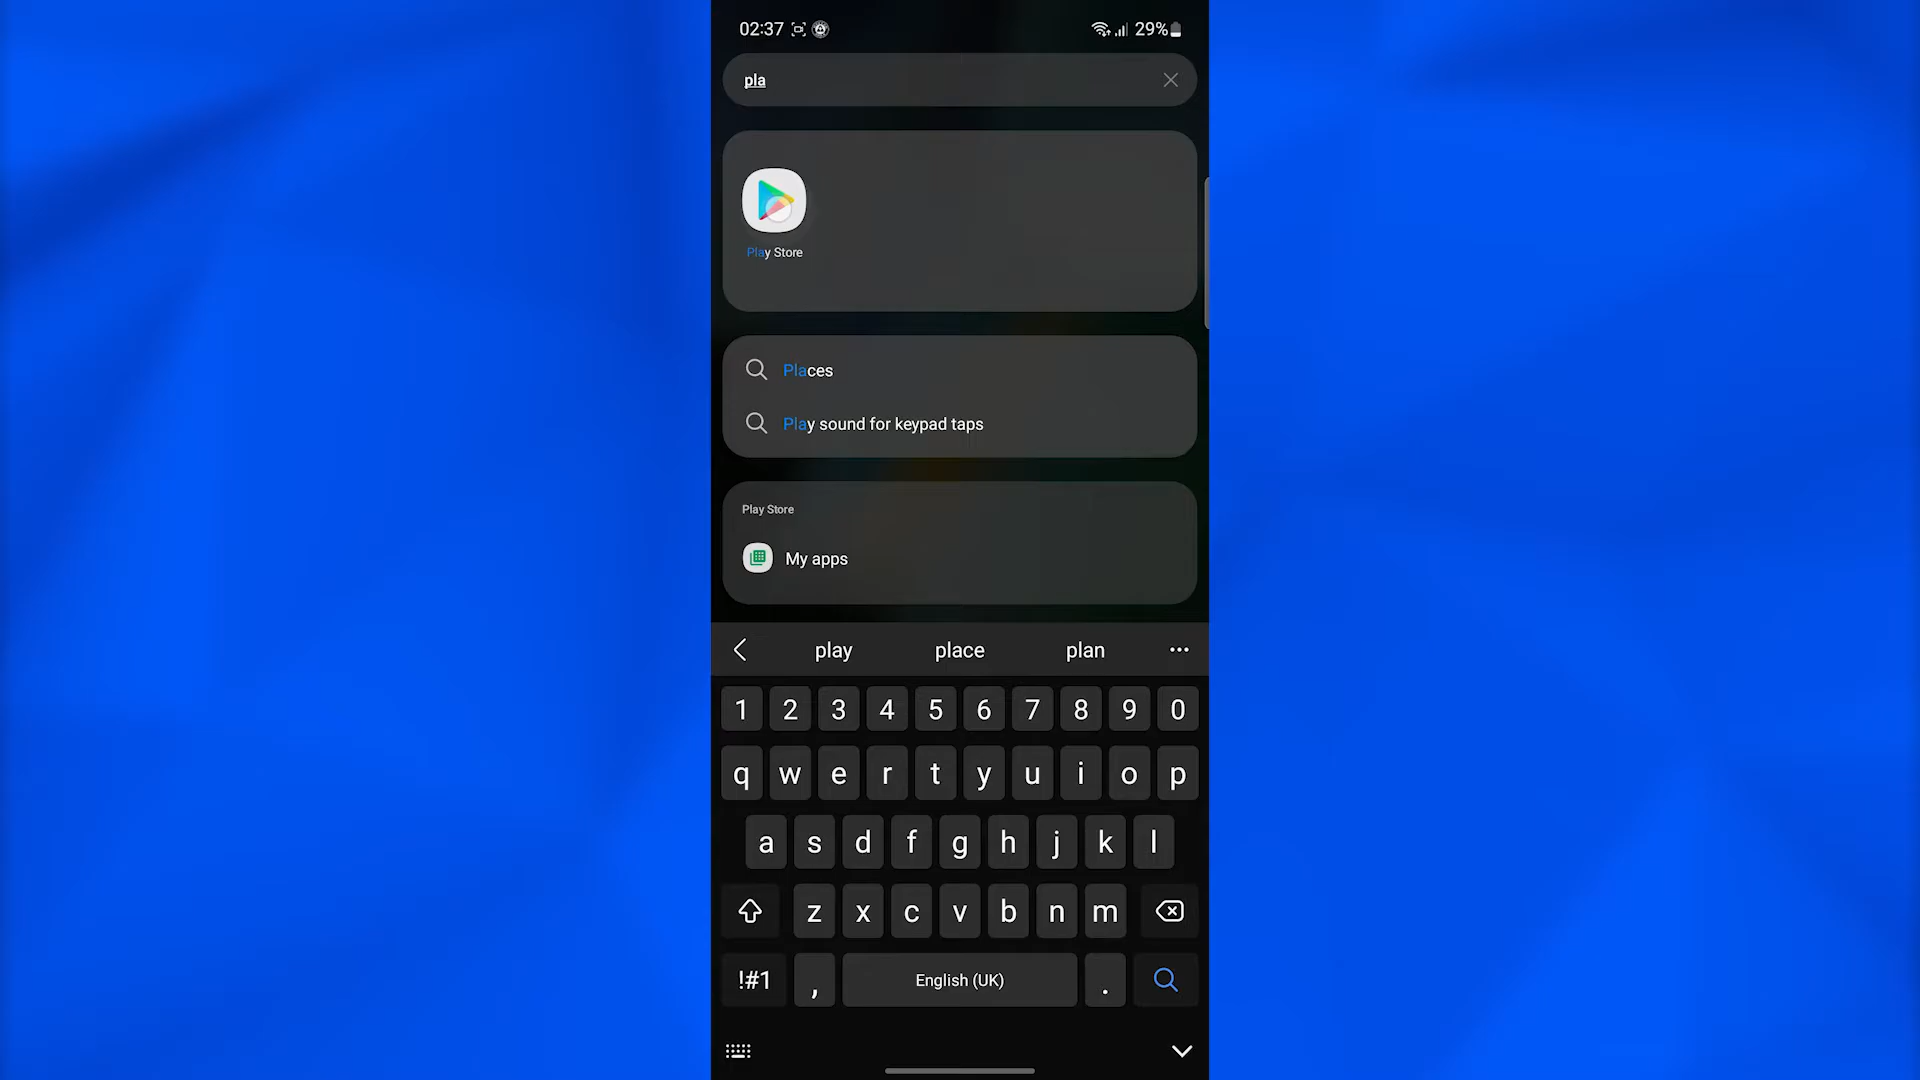 02:37 29%
pla
Play Store
Places
Play sound for keypad taps
Play Store
My apps
play place plan ...
1 2 3 4 5 6 7 8 9 0
q w e r t y u i o p
a s d f g h j k l
z x c v b n m
!#1 , English (UK) .